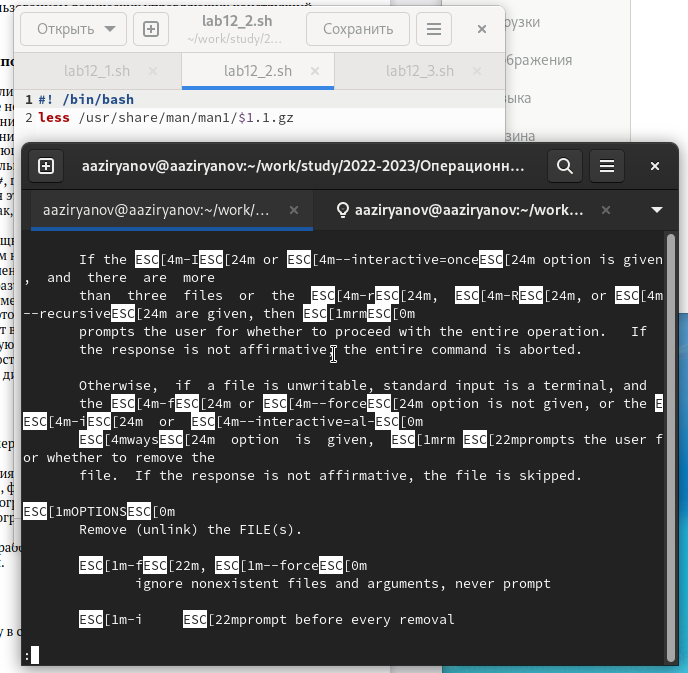 Открыть
lab12_2.sh
~/work/study/2...
Сохранить
lab12_1.sh
lab12_2.sh
lab12_3.sh
1 #! /bin/bash
2 less /usr/share/man/man1/$1.1.gz
aaziryanov@aaziryanov:~/work/study/2022-2023/Операционн...
aaziryanov@aaziryanov:~/work/...
aaziryanov@aaziryanov:~/work...
If the ESC[4m-IESC[24m or ESC[4m--interactive=onceESC[24m option is given
, and there are more
than three files or the ESC[4m-rESC[24m, ESC[4m-RESC[24m, or ESC[4m
--recursiveESC[24m are given, then ESC[1mrmESC[0m
prompts the user for whether to proceed with the entire operation. If
the response is not affirmative, the entire command is aborted.
Otherwise, if a file is unwritable, standard input is a terminal, and
the ESC[4m-fESC[24m or ESC[4m--forceESC[24m option is not given, or the E
ESC[4m-iESC[24m or ESC[4m--interactive=al-ESC[0m
ESC[4mwaysESC[24m option is given, ESC[1mrm ESC[22mprompts the user f
or whether to remove the
file. If the response is not affirmative, the file is skipped.
ESC[1mOPTIONSESC[0m
Remove (unlink) the FILE(s).
ESC[1m-fESC[22m, ESC[1m--forceESC[0m
ignore nonexistent files and arguments, never prompt
ESC[1m-i ESC[22mprompt before every removal
: